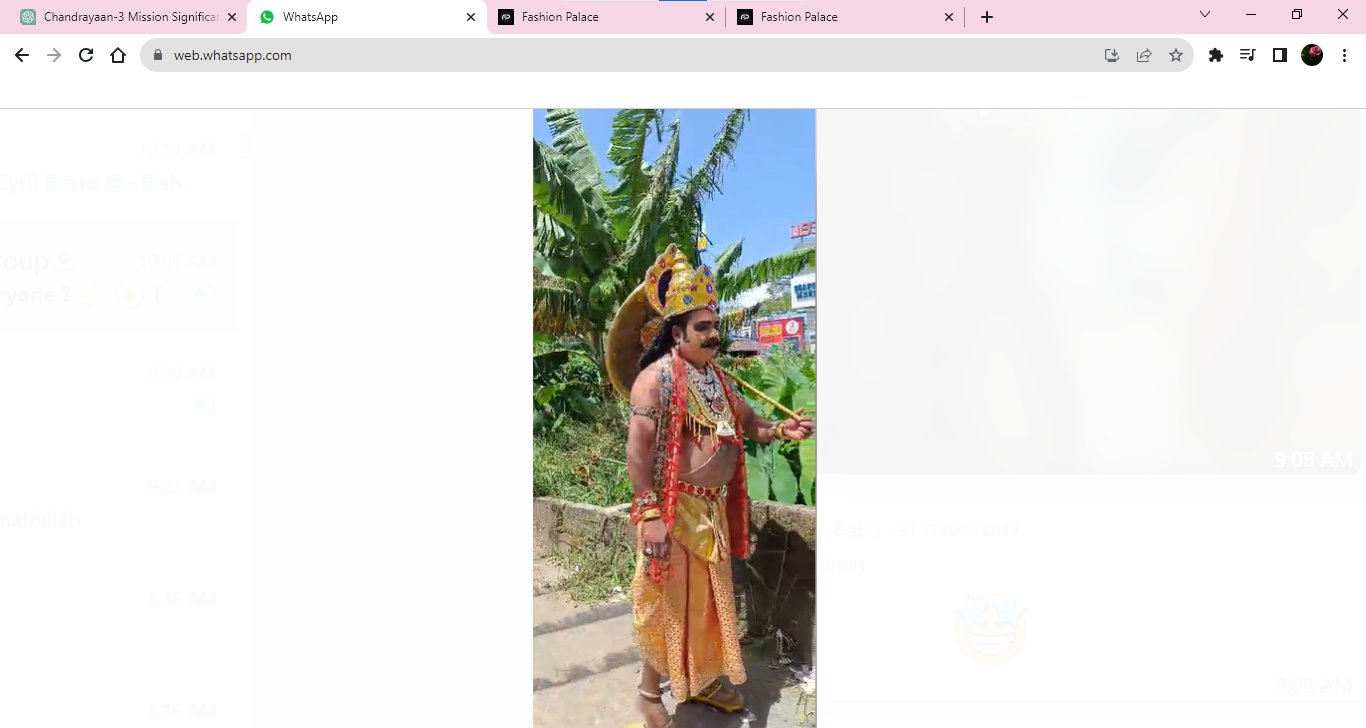 Chandrayaan-3 Mission Significa
WhatsApp
Fashion Palace
Fashion Palace
web.whatsapp.com
10:11 AM
Cyril Broto @~Bish...
roup
10:07 AM
ryone ?
T...
9:30 AM
9:23 AM
mathillah
8:36 AM
8:16 AM
9:08 AM
Babu +91 77360 72049
dmin
9:08 AM